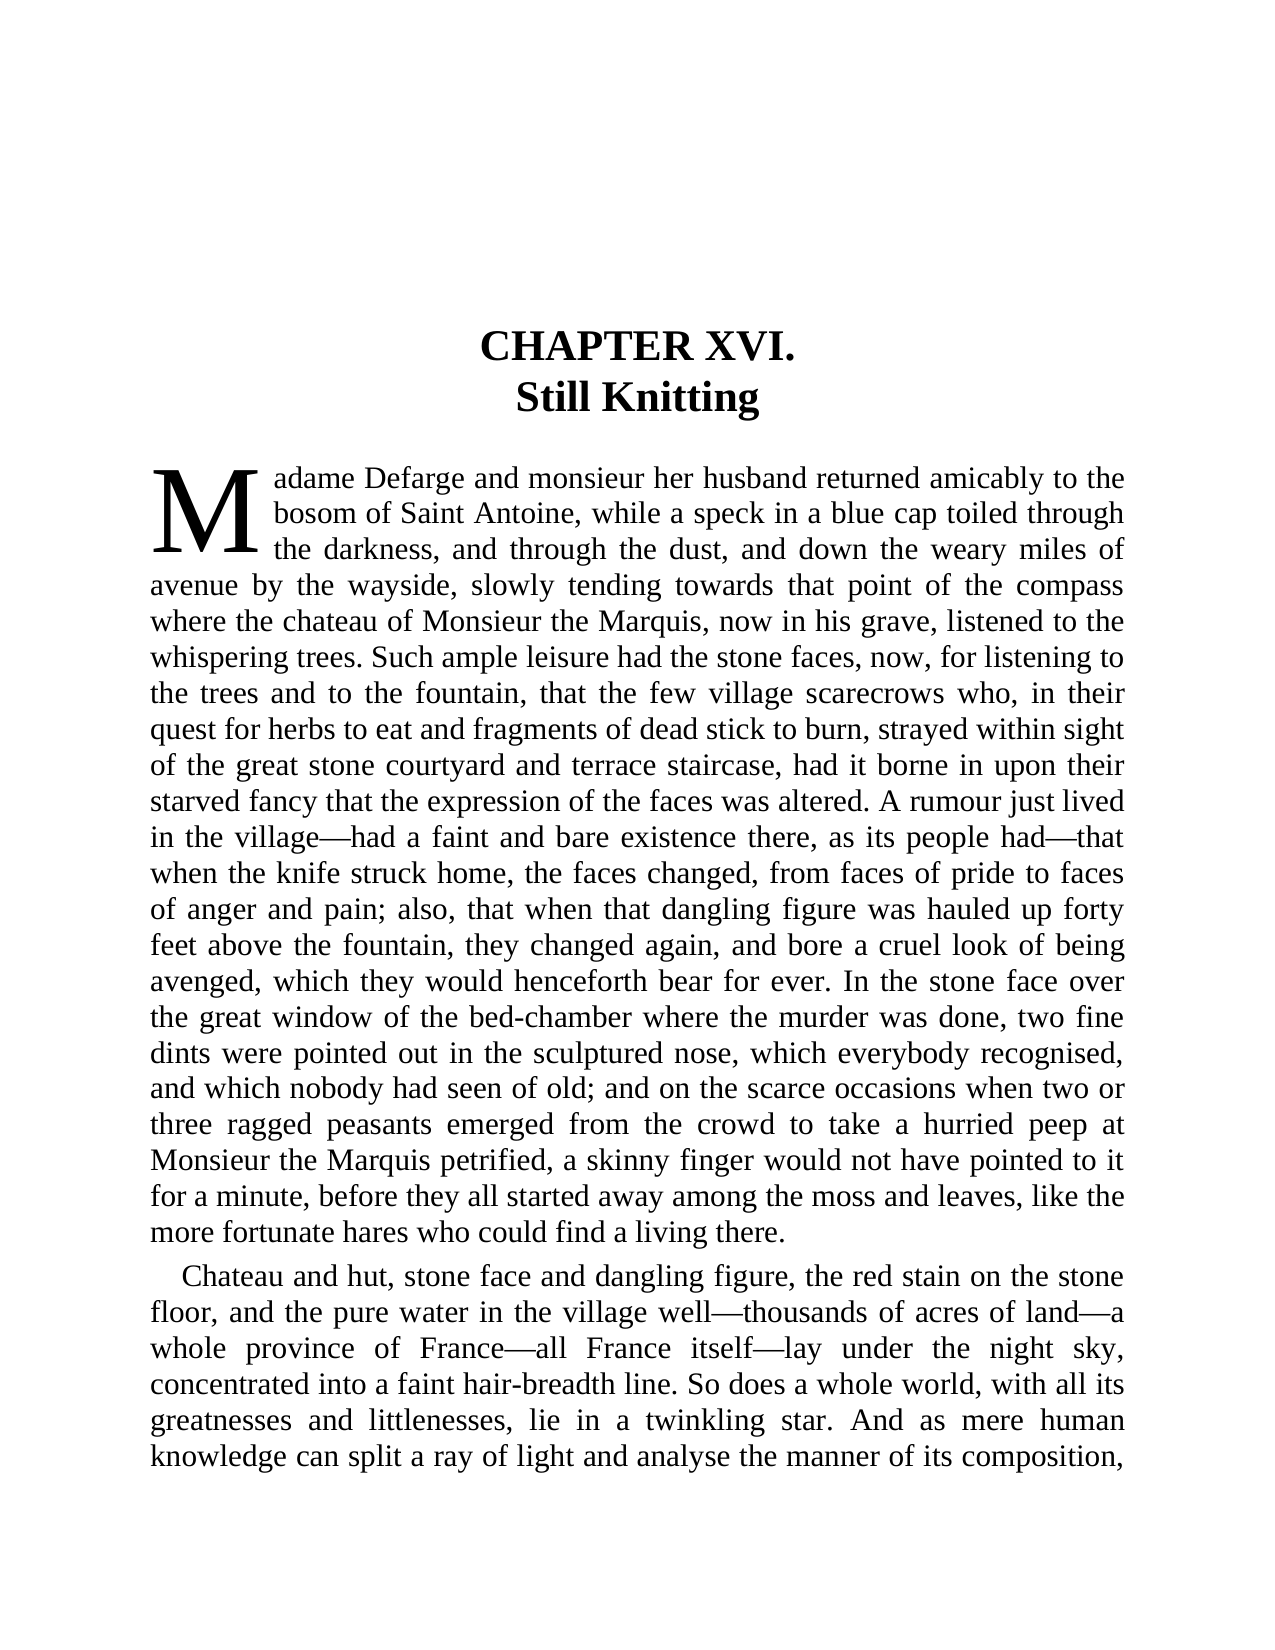 CHAPTER XVI.
Still Knitting
Madame Defarge and monsieur her husband returned amicably to the
bosom of Saint Antoine, while a speck in a blue cap toiled through
the darkness, and through the dust, and down the weary miles of
avenue by the wayside, slowly tending towards that point of the compass
where the chateau of Monsieur the Marquis, now in his grave, listened to the
whispering trees. Such ample leisure had the stone faces, now, for listening to
the trees and to the fountain, that the few village scarecrows who, in their
quest for herbs to eat and fragments of dead stick to burn, strayed within sight
of the great stone courtyard and terrace staircase, had it borne in upon their
starved fancy that the expression of the faces was altered. A rumour just lived
in the village—had a faint and bare existence there, as its people had—that
when the knife struck home, the faces changed, from faces of pride to faces
of anger and pain; also, that when that dangling figure was hauled up forty
feet above the fountain, they changed again, and bore a cruel look of being
avenged, which they would henceforth bear for ever. In the stone face over
the great window of the bed-chamber where the murder was done, two fine
dints were pointed out in the sculptured nose, which everybody recognised,
and which nobody had seen of old; and on the scarce occasions when two or
three ragged peasants emerged from the crowd to take a hurried peep at
Monsieur the Marquis petrified, a skinny finger would not have pointed to it
for a minute, before they all started away among the moss and leaves, like the
more fortunate hares who could find a living there.
Chateau and hut, stone face and dangling figure, the red stain on the stone
floor, and the pure water in the village well—thousands of acres of land—a
whole province of France—all France itself—lay under the night sky,
concentrated into a faint hair-breadth line. So does a whole world, with all its
greatnesses and littlenesses, lie in a twinkling star. And as mere human
knowledge can split a ray of light and analyse the manner of its composition,